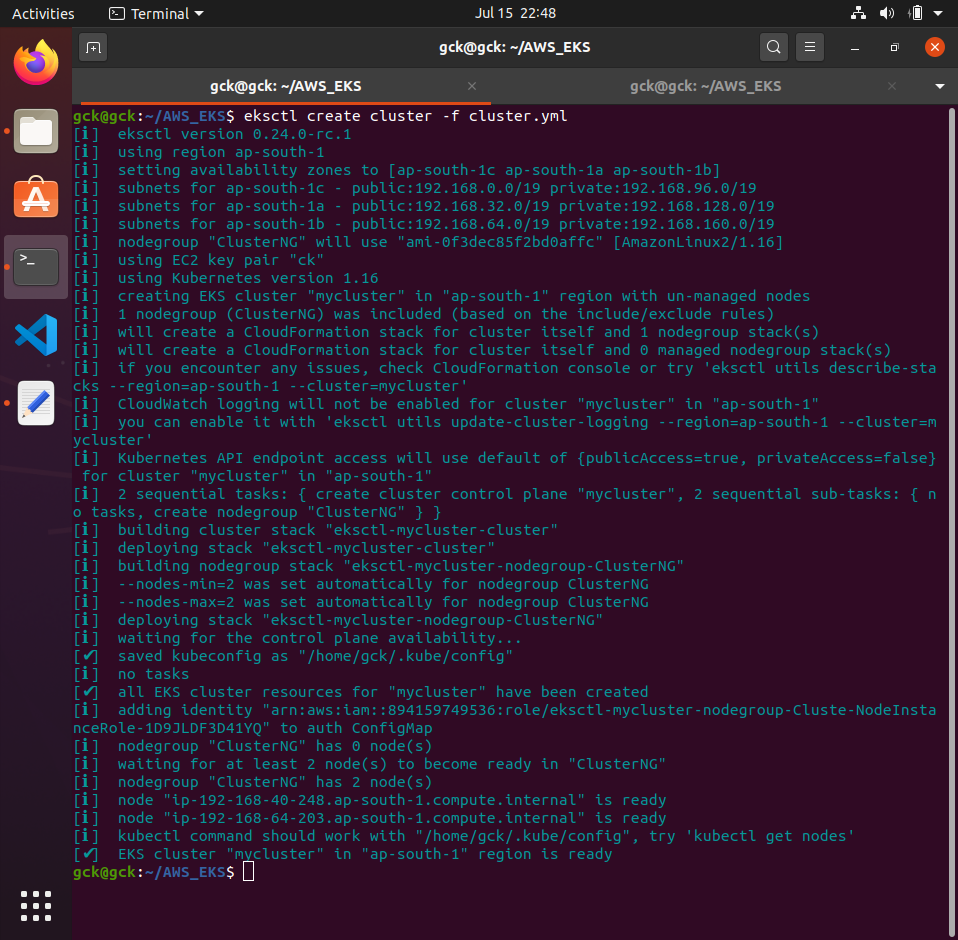 Activities
Terminal
Jul 15 22:48
gck@gck: ~/AWS_EKS
gck@gck: ~/AWS_EKS
gck@gck: ~/AWS_EKS
gck@gck:~/AWS_EKS$ eksctl create cluster -f cluster.yml
[ℹ]  eksctl version 0.24.0-rc.1
[ℹ]  using region ap-south-1
[ℹ]  setting availability zones to [ap-south-1c ap-south-1a ap-south-1b]
[ℹ]  subnets for ap-south-1c - public:192.168.0.0/19 private:192.168.96.0/19
[ℹ]  subnets for ap-south-1a - public:192.168.32.0/19 private:192.168.128.0/19
[ℹ]  subnets for ap-south-1b - public:192.168.64.0/19 private:192.168.160.0/19
[ℹ]  nodegroup "ClusterNG" will use "ami-0f3dec85f2bd0affc" [AmazonLinux2/1.16]
[ℹ]  using EC2 key pair "ck"
[ℹ]  using Kubernetes version 1.16
[ℹ]  creating EKS cluster "mycluster" in "ap-south-1" region with un-managed nodes
[ℹ]  1 nodegroup (ClusterNG) was included (based on the include/exclude rules)
[ℹ]  will create a CloudFormation stack for cluster itself and 1 nodegroup stack(s)
[ℹ]  will create a CloudFormation stack for cluster itself and 0 managed nodegroup stack(s)
[ℹ]  if you encounter any issues, check CloudFormation console or try 'eksctl utils describe-sta
cks --region=ap-south-1 --cluster=mycluster'
[ℹ]  CloudWatch logging will not be enabled for cluster "mycluster" in "ap-south-1"
[ℹ]  you can enable it with 'eksctl utils update-cluster-logging --region=ap-south-1 --cluster=m
ycluster'
[ℹ]  Kubernetes API endpoint access will use default of {publicAccess=true, privateAccess=false}
 for cluster "mycluster" in "ap-south-1"
[ℹ]  2 sequential tasks: { create cluster control plane "mycluster", 2 sequential sub-tasks: { n
o tasks, create nodegroup "ClusterNG" } }
[ℹ]  building cluster stack "eksctl-mycluster-cluster"
[ℹ]  deploying stack "eksctl-mycluster-cluster"
[ℹ]  building nodegroup stack "eksctl-mycluster-nodegroup-ClusterNG"
[ℹ]  --nodes-min=2 was set automatically for nodegroup ClusterNG
[ℹ]  --nodes-max=2 was set automatically for nodegroup ClusterNG
[ℹ]  deploying stack "eksctl-mycluster-nodegroup-ClusterNG"
[ℹ]  waiting for the control plane availability...
[✔]  saved kubeconfig as "/home/gck/.kube/config"
[ℹ]  no tasks
[✔]  all EKS cluster resources for "mycluster" have been created
[ℹ]  adding identity "arn:aws:iam::894159749536:role/eksctl-mycluster-nodegroup-Cluste-NodeInsta
nceRole-1D9JLDF3D41YQ" to auth ConfigMap
[ℹ]  nodegroup "ClusterNG" has 0 node(s)
[ℹ]  waiting for at least 2 node(s) to become ready in "ClusterNG"
[ℹ]  nodegroup "ClusterNG" has 2 node(s)
[ℹ]  node "ip-192-168-40-248.ap-south-1.compute.internal" is ready
[ℹ]  node "ip-192-168-64-203.ap-south-1.compute.internal" is ready
[ℹ]  kubectl command should work with "/home/gck/.kube/config", try 'kubectl get nodes'
[✔]  EKS cluster "mycluster" in "ap-south-1" region is ready
gck@gck:~/AWS_EKS$